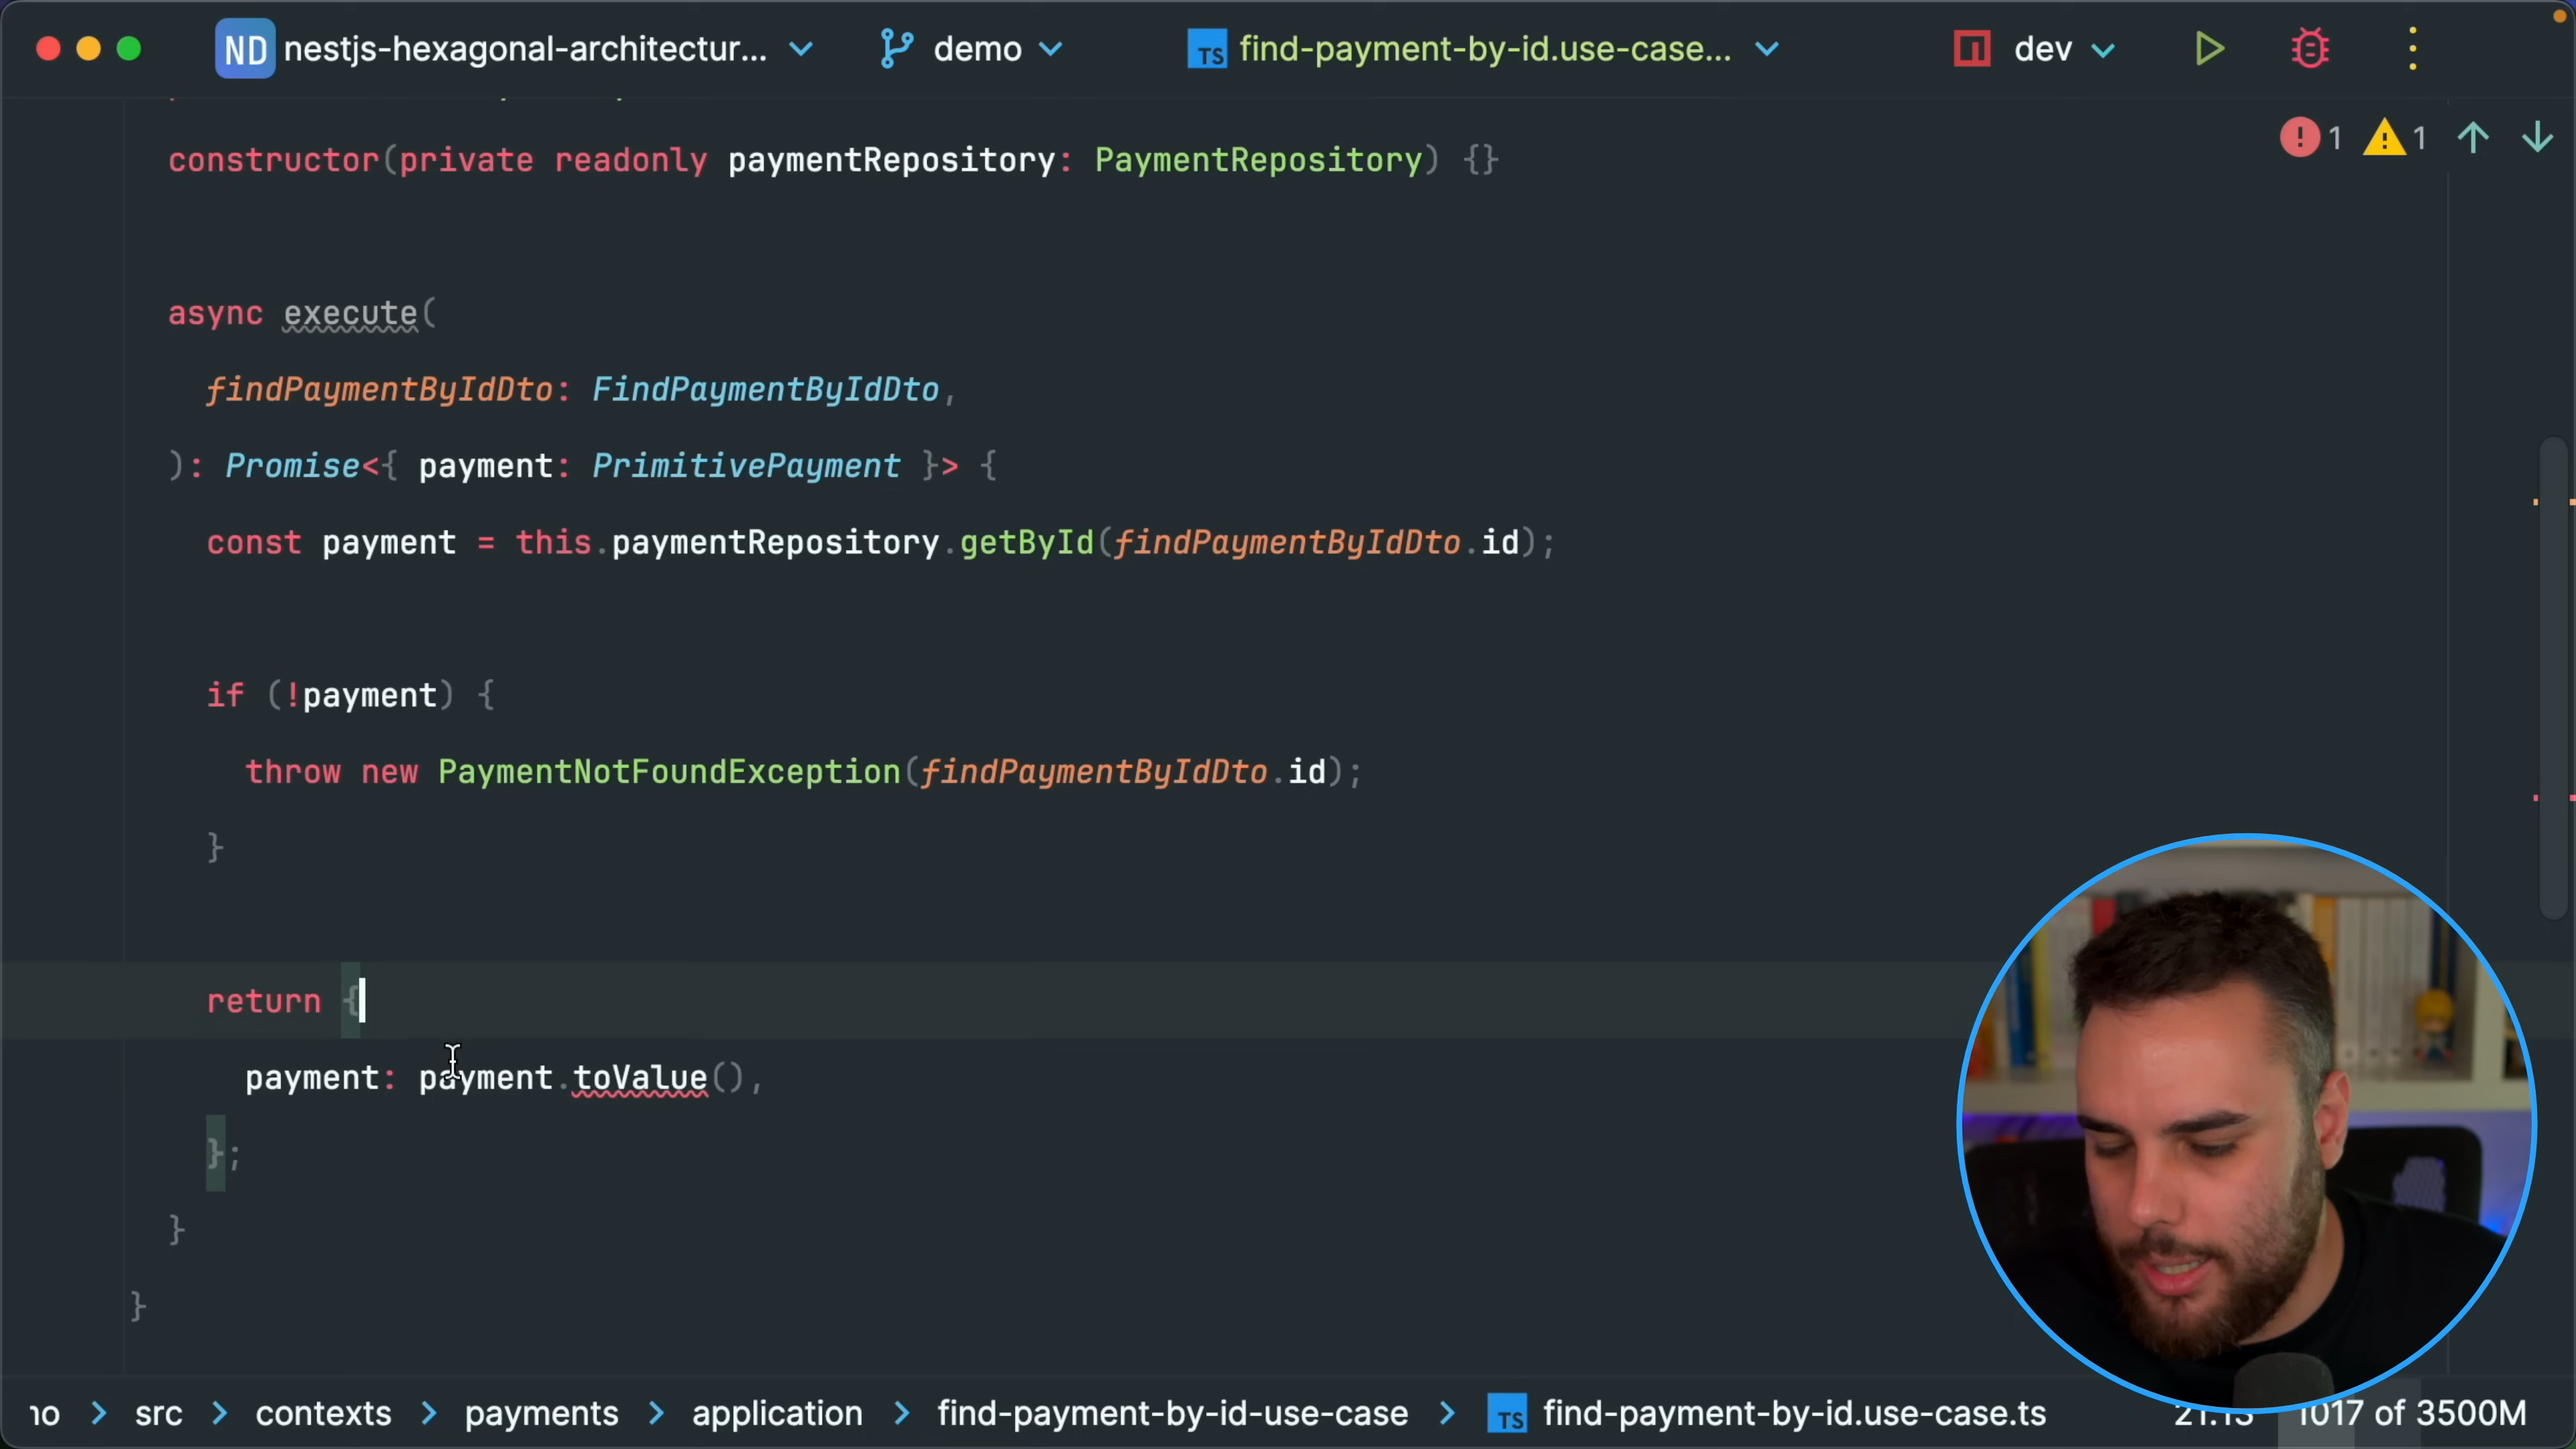 ND nestjs-hexagonal-architectur... demo TS find-payment-by-id.use-case... dev
1 1
constructor(private readonly paymentRepository: PaymentRepository) {}
async execute(
findPaymentByIdDto: FindPaymentByIdDto,
): Promise<{ payment: PrimitivePayment }> {
const payment = this.paymentRepository.getById(findPaymentByIdDto.id);
if (!payment) {
throw new PaymentNotFoundException(findPaymentByIdDto.id);
}
return {
payment: payment.toValue(),
};
}
}
src > contexts > payments > application > find-payment-by-id-use-case > TS find-payment-by-id.use-case.ts 1017 of 3500M